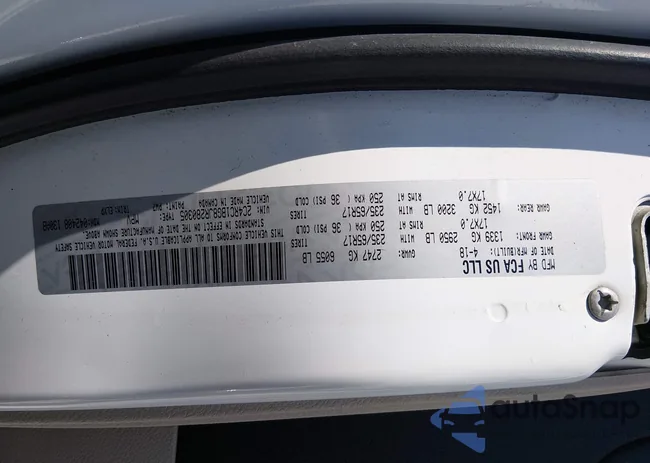 MFD BY FCA US LLC
DATE OF MFR(BUILT): 4-18 GVWR: 2747 KG 6055 LB
GAWR FRONT: 1339 KG 2950 LB WITH 235/65R17
17X7.0 RIMS AT 250 KPA ( 36 PSI )COLD
GAWR REAR: 1452 KG 3200 LB WITH 235/65R17 TIRES
17X7.0 RIMS AT 250 KPA ( 36 PSI )COLD
THIS VEHICLE CONFORMS TO ALL APPLICABLE U.S.A. FEDERAL MOTOR VEHICLE SAFETY
STANDARDS IN EFFECT ON THE DATE OF MANUFACTURE SHOWN ABOVE
VIN: TYPE: MPV
VEHICLE MADE IN CANADA PAINT: TRIM:
autoSnap